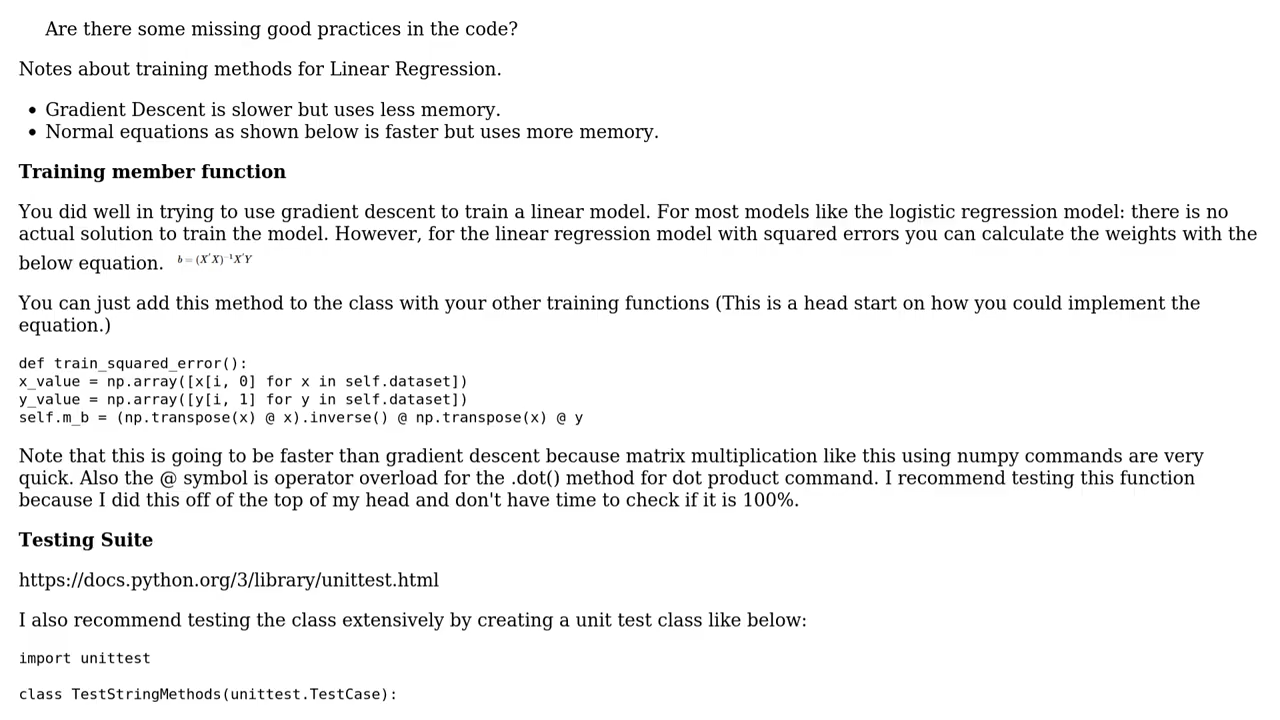 Are there some missing good practices in the code?
Notes about training methods for Linear Regression.
• Gradient Descent is slower but uses less memory.
• Normal equations as shown below is faster but uses more memory.
Training member function
You did well in trying to use gradient descent to train a linear model. For most models like the logistic regression model: there is no
actual solution to train the model. However, for the linear regression model with squared errors you can calculate the weights with the
below equation. b = (X′X)⁻¹X′Y
You can just add this method to the class with your other training functions (This is a head start on how you could implement the
equation.)
def train_squared_error():
x_value = np.array([x[i, 0] for x in self.dataset])
y_value = np.array([y[i, 1] for y in self.dataset])
self.m_b = (np.transpose(x) @ x).inverse() @ np.transpose(x) @ y
Note that this is going to be faster than gradient descent because matrix multiplication like this using numpy commands are very
quick. Also the @ symbol is operator overload for the .dot() method for dot product command. I recommend testing this function
because I did this off of the top of my head and don't have time to check if it is 100%.
Testing Suite
https://docs.python.org/3/library/unittest.html
I also recommend testing the class extensively by creating a unit test class like below:
import unittest
class TestStringMethods(unittest.TestCase):